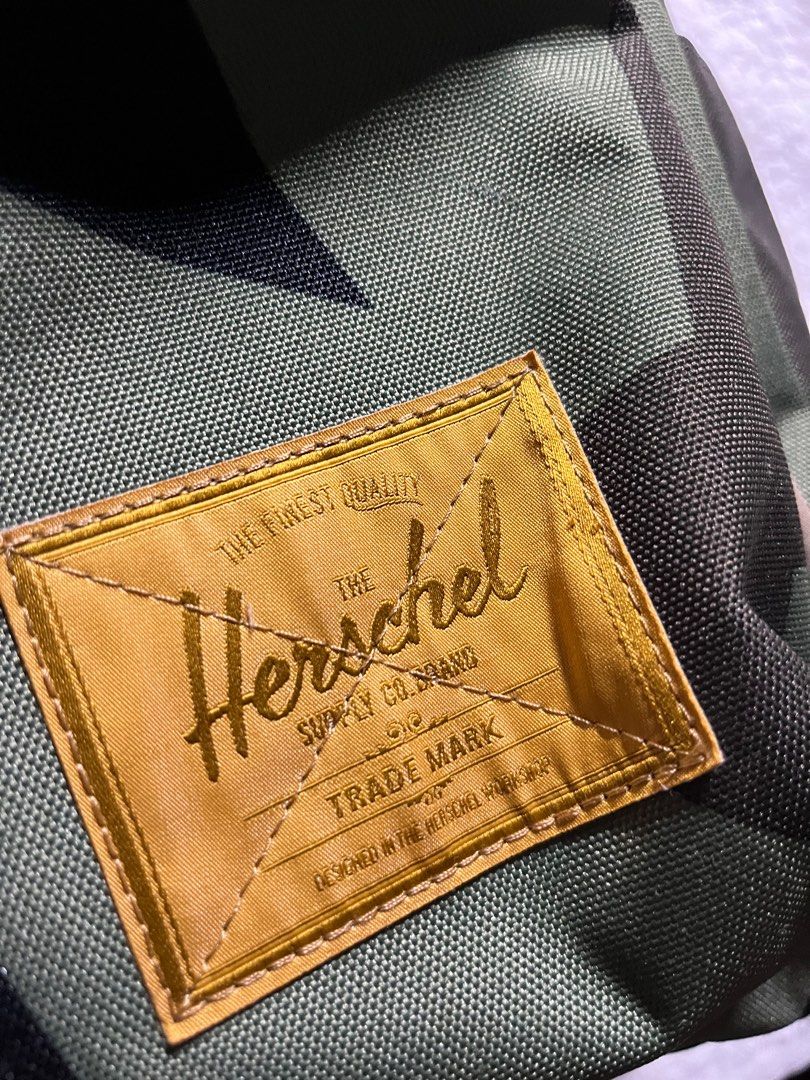 THE FINEST QUALITY
THE
Herschel
SUPPLY CO. BRAND
TRADE MARK
DESIGNED IN THE HERSCHEL WORKSHOP